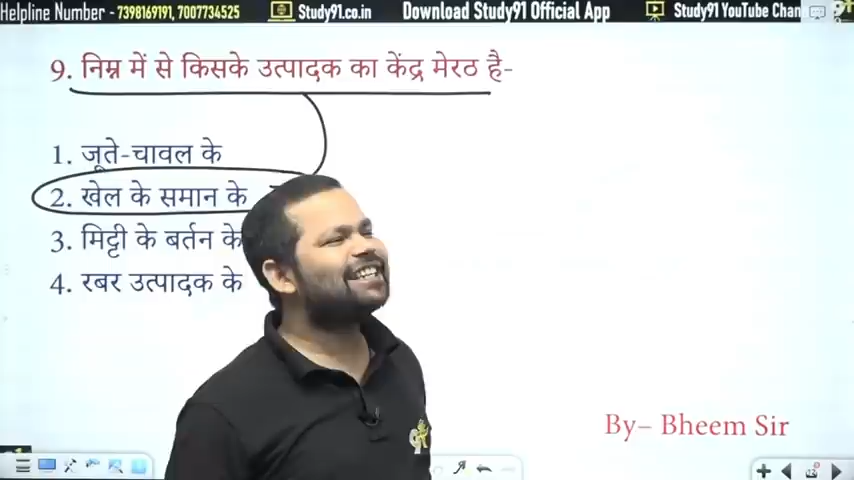 Helpline Number - 7398169191, 7007734525 Study91.co.in Download Study91 Official App Study91 YouTube Chan
9. निम्न में से किसके उत्पादक का केंद्र मेरठ है-
1. जूते-चावल के
2. खेल के समान के
3. मिट्टी के बर्तन के
4. रबर उत्पादक के
By– Bheem Sir